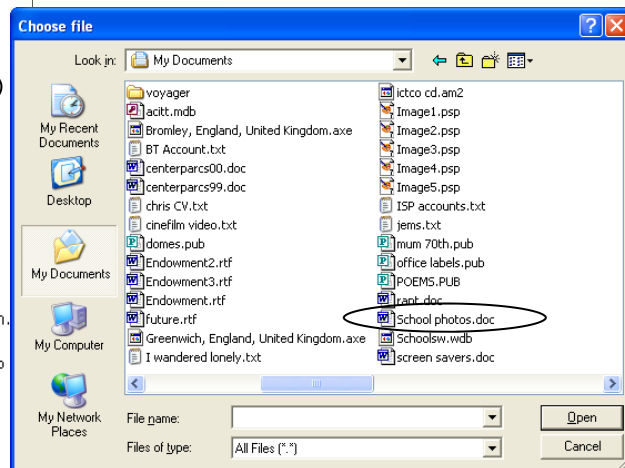 Choose file
Look in: My Documents
)
My Recent
Documents
Desktop
My Documents
My Computer
My Network
Places
voyager
acitt.mdb
Bromley, England, United Kingdom.axe
BT Account.txt
centerparcs00.doc
centerparcs99.doc
chris CV.txt
cinefilm video.txt
domes.pub
Endowment2.rtf
Endowment3.rtf
Endowment.rtf
future.rtf
Greenwich, England, United Kingdom.axe
I wandered lonely.txt
ictco cd.am2
Image1.psp
Image2.psp
Image3.psp
Image4.psp
Image5.psp
ISP accounts.txt
jems.txt
mum 70th.pub
office labels.pub
POEMS.PUB
rant.doc
School photos.doc
Schoolsw.wdb
screen savers.doc
File name:
Open
Files of type: All Files (*.*)
Cancel